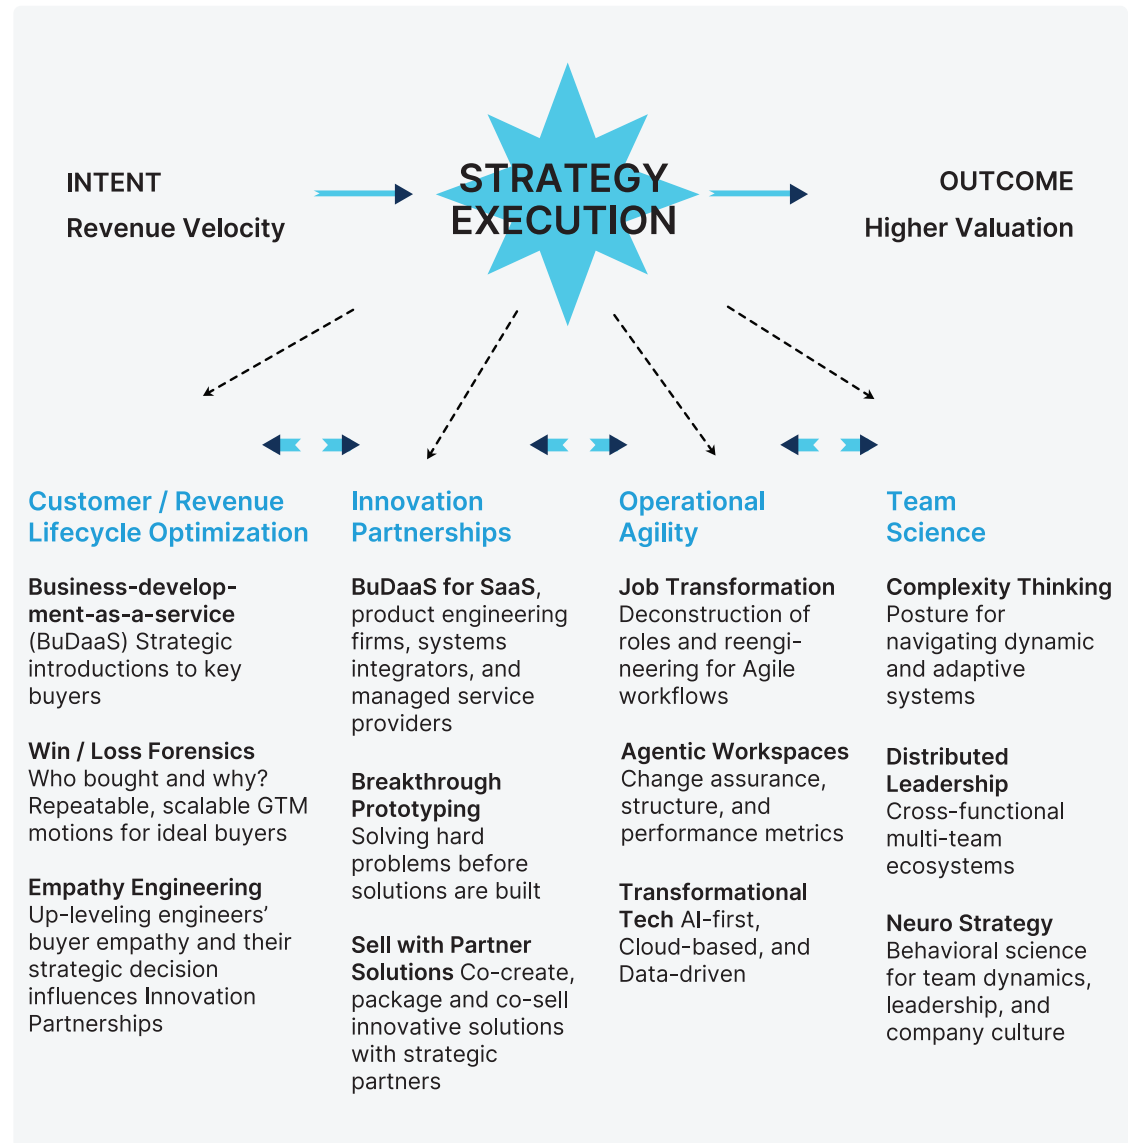 INTENT
Revenue Velocity
STRATEGY
EXECUTION
OUTCOME
Higher Valuation
Customer / Revenue
Lifecycle Optimization
Business-develop-
ment-as-a-service
(BuDaaS) Strategic
introductions to key
buyers
Win / Loss Forensics
Who bought and why?
Repeatable, scalable GTM
motions for ideal buyers
Empathy Engineering
Up-leveling engineers’
buyer empathy and their
strategic decision
influences Innovation
Partnerships
Innovation
Partnerships
BuDaaS for SaaS,
product engineering
firms, systems
integrators, and
managed service
providers
Breakthrough
Prototyping
Solving hard
problems before
solutions are built
Sell with Partner
Solutions Co-create,
package and co-sell
innovative solutions
with strategic
partners
Operational
Agility
Job Transformation
Deconstruction of
roles and reengi-
neering for Agile
workflows
Agentic Workspaces
Change assurance,
structure, and
performance metrics
Transformational
Tech AI-first,
Cloud-based, and
Data-driven
Team
Science
Complexity Thinking
Posture for
navigating dynamic
and adaptive
systems
Distributed
Leadership
Cross-functional
multi-team
ecosystems
Neuro Strategy
Behavioral science
for team dynamics,
leadership, and
company culture